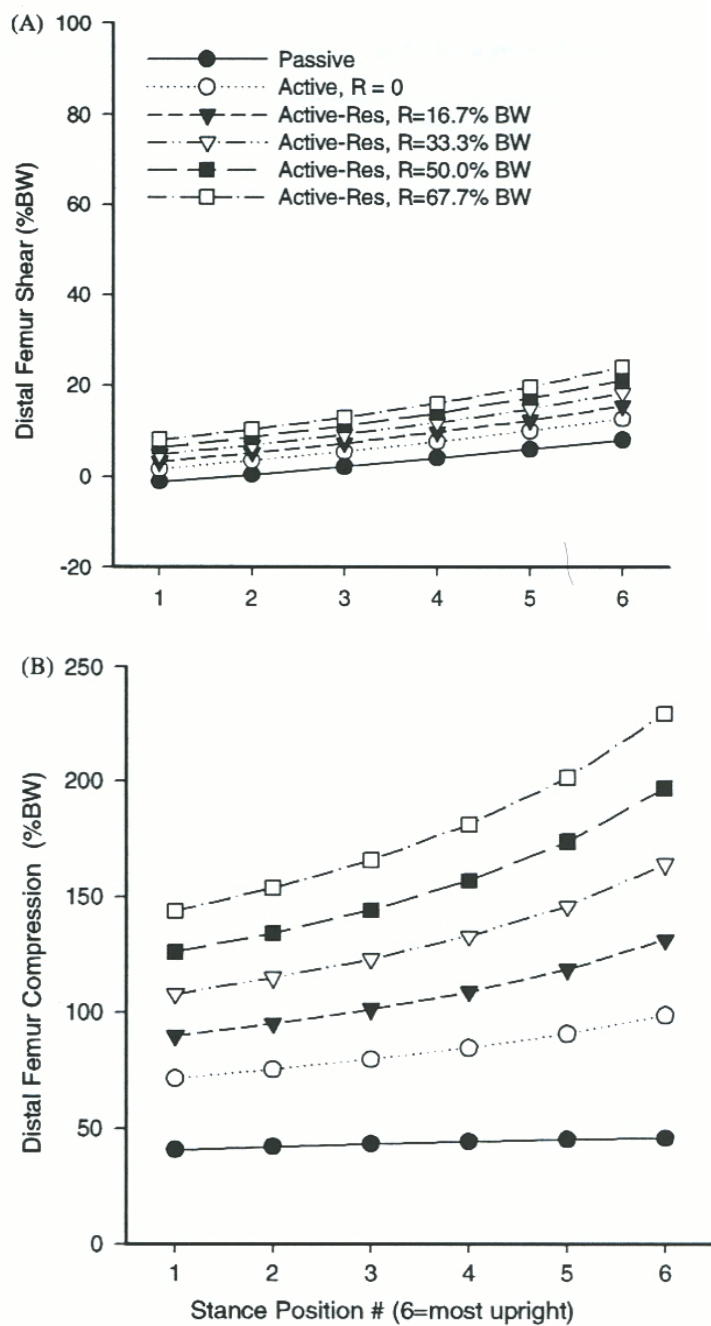 (A)
100
80
60
40
20
0
-20
Distal Femur Shear (%BW)
Passive
Active, R = 0
Active-Res, R=16.7% BW
Active-Res, R=33.3% BW
Active-Res, R=50.0% BW
Active-Res, R=67.7% BW
1 2 3 4 5 6
(B)
250
200
150
100
50
0
Distal Femur Compression (%BW)
1 2 3 4 5 6
Stance Position # (6=most upright)